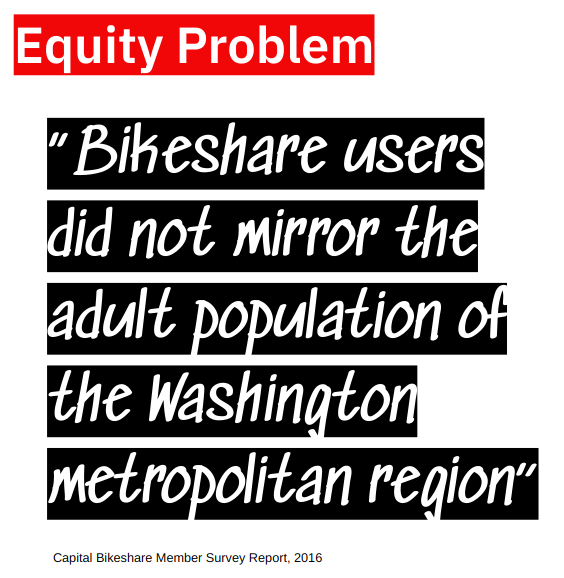 Equity Problem
"Bikeshare users
did not mirror the
adult population of
the Washington
metropolitan region"
Capital Bikeshare Member Survey Report, 2016